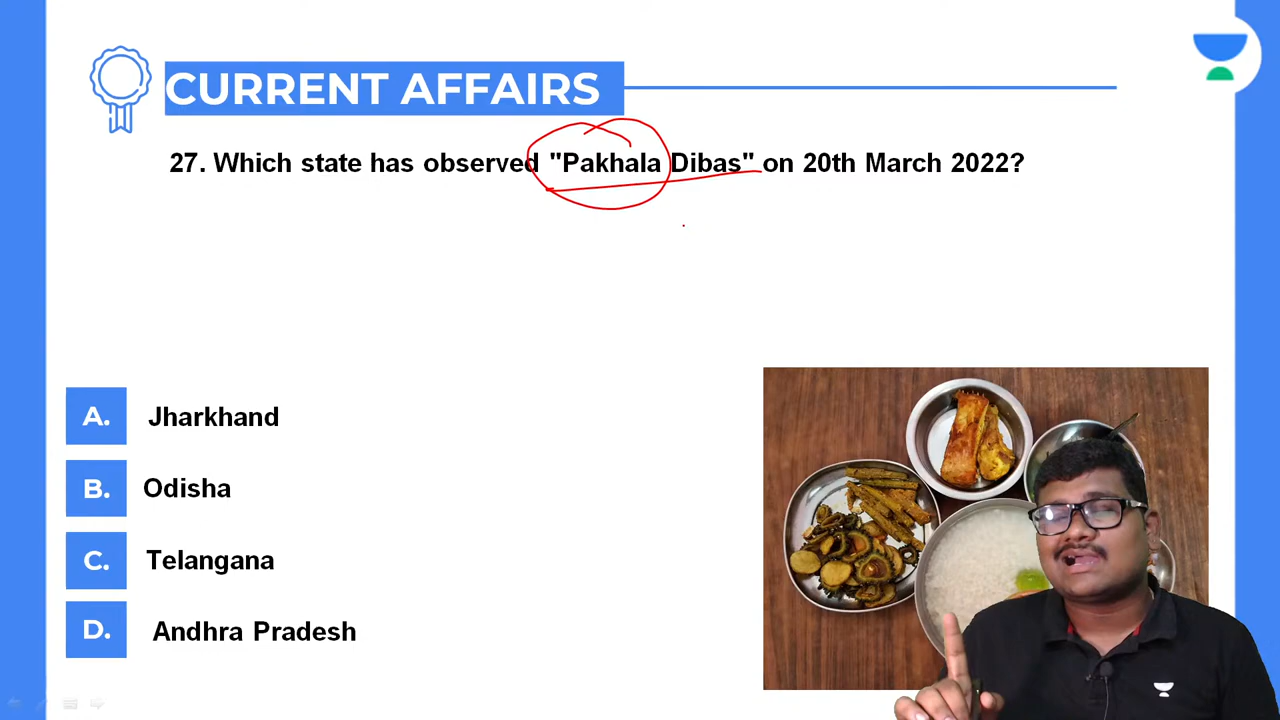 CURRENT AFFAIRS
27. Which state has observed "Pakhala Dibas" on 20th March 2022?
A. Jharkhand
B. Odisha
C. Telangana
D. Andhra Pradesh